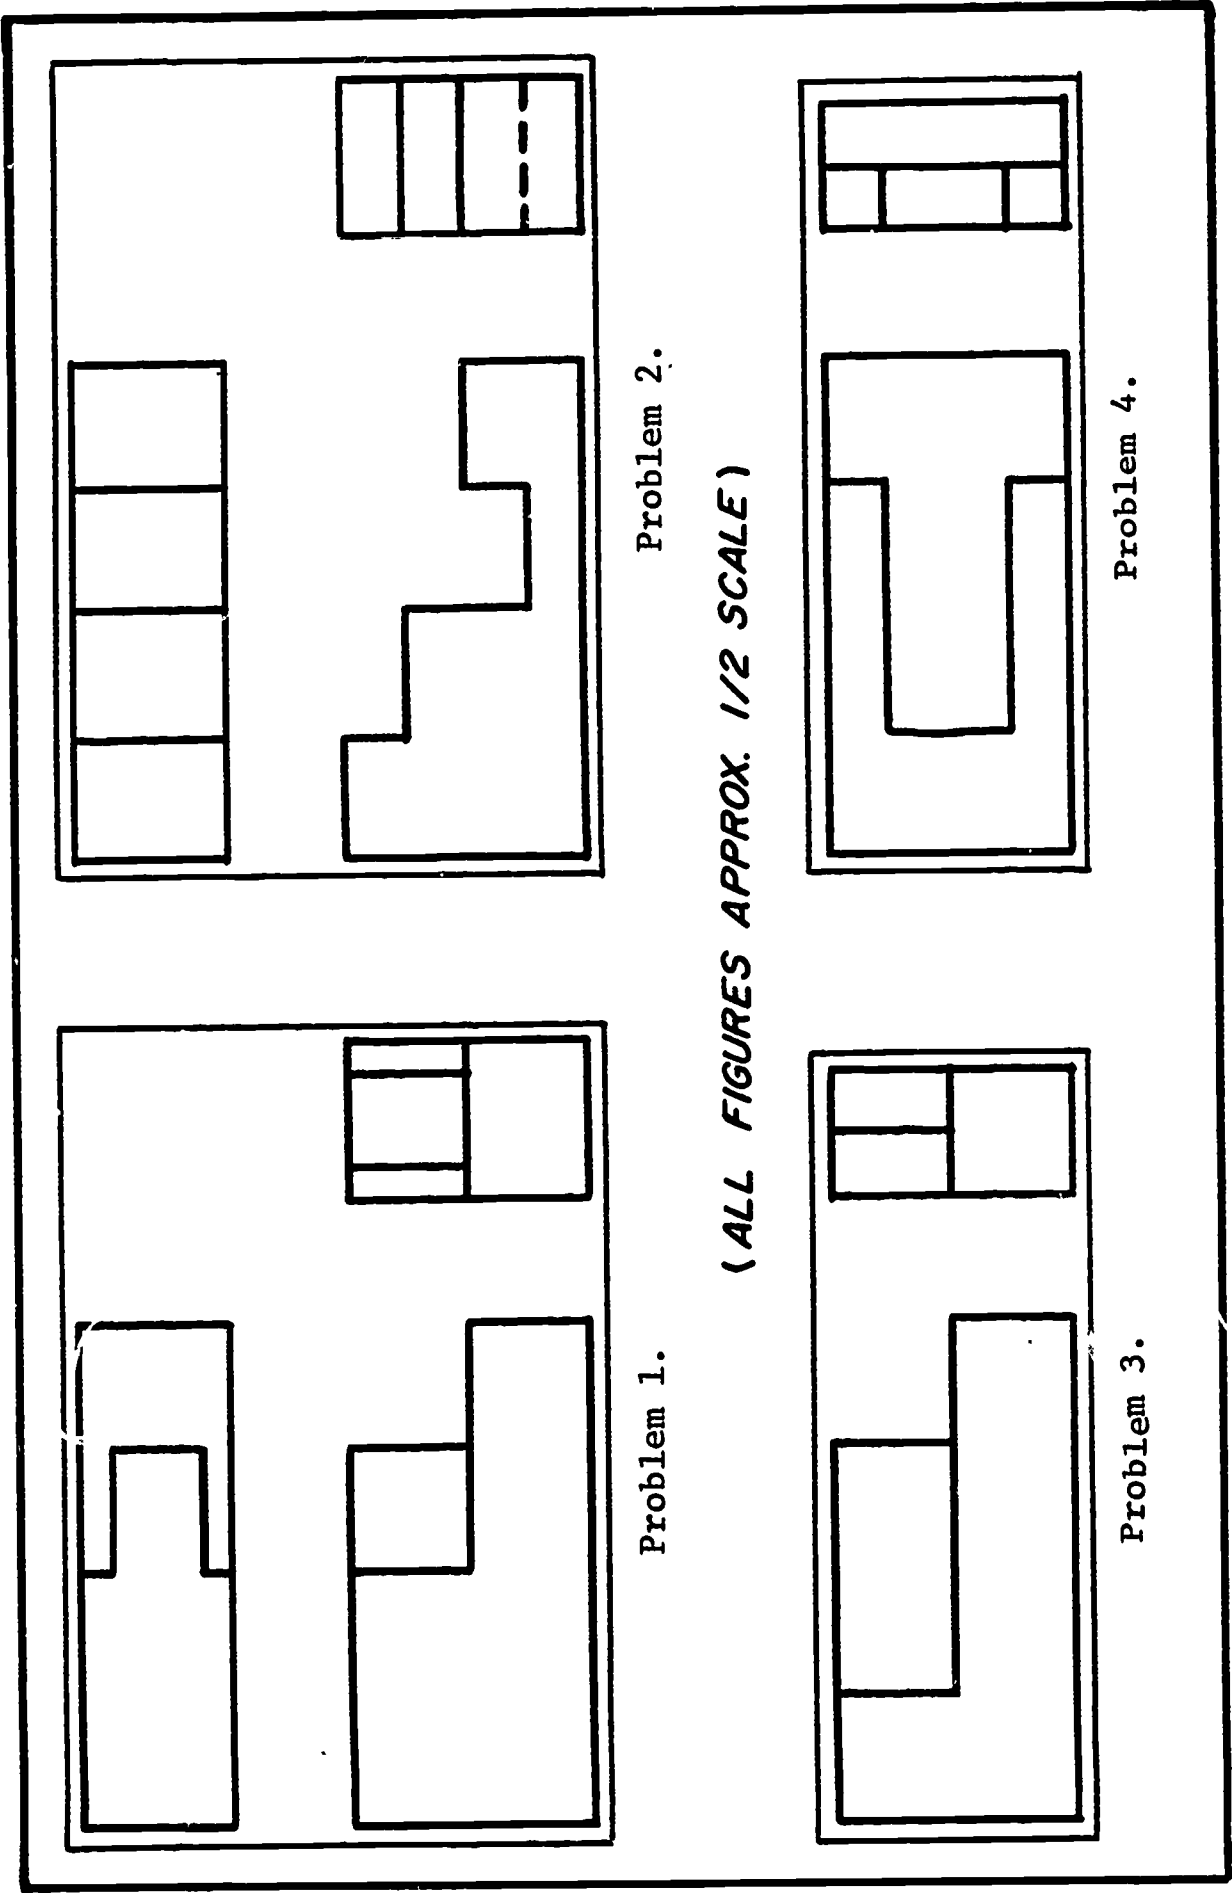 Problem 1.
Problem 2.
(ALL FIGURES APPROX. 1/2 SCALE)
Problem 3.
Problem 4.